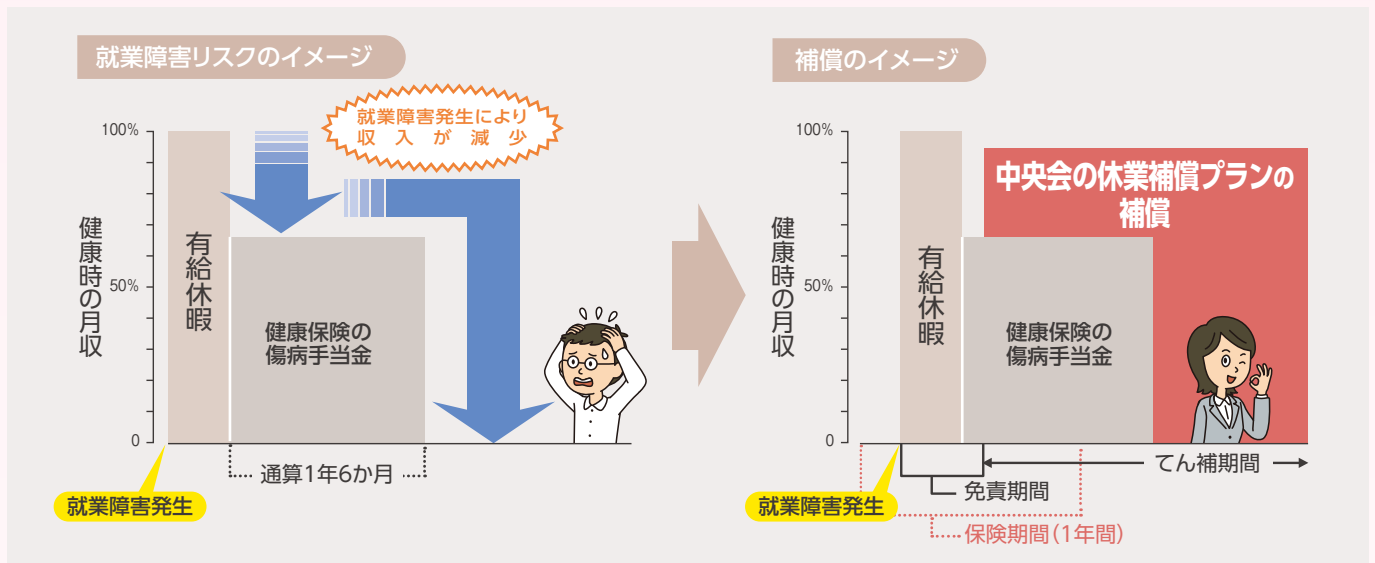 就業障害リスクのイメージ
就業障害発生により
収入が減少
100%
50%
0
健康時の月収
有給休暇
健康保険の
傷病手当金
通算1年6か月
就業障害発生
補償のイメージ
100%
50%
0
健康時の月収
有給休暇
中央会の休業補償プランの
補償
健康保険の
傷病手当金
てん補期間
免責期間
就業障害発生
保険期間(1年間)